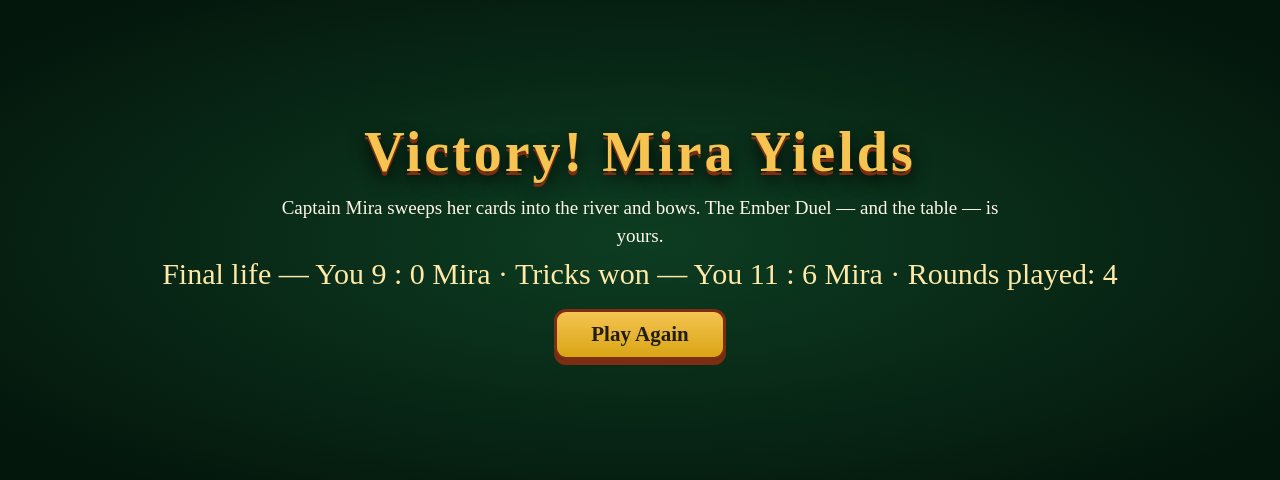 Victory! Mira Yields
Captain Mira sweeps her cards into the river and bows. The Ember Duel — and the table — is
yours.
Final life — You 9 : 0 Mira · Tricks won — You 11 : 6 Mira · Rounds played: 4
Play Again